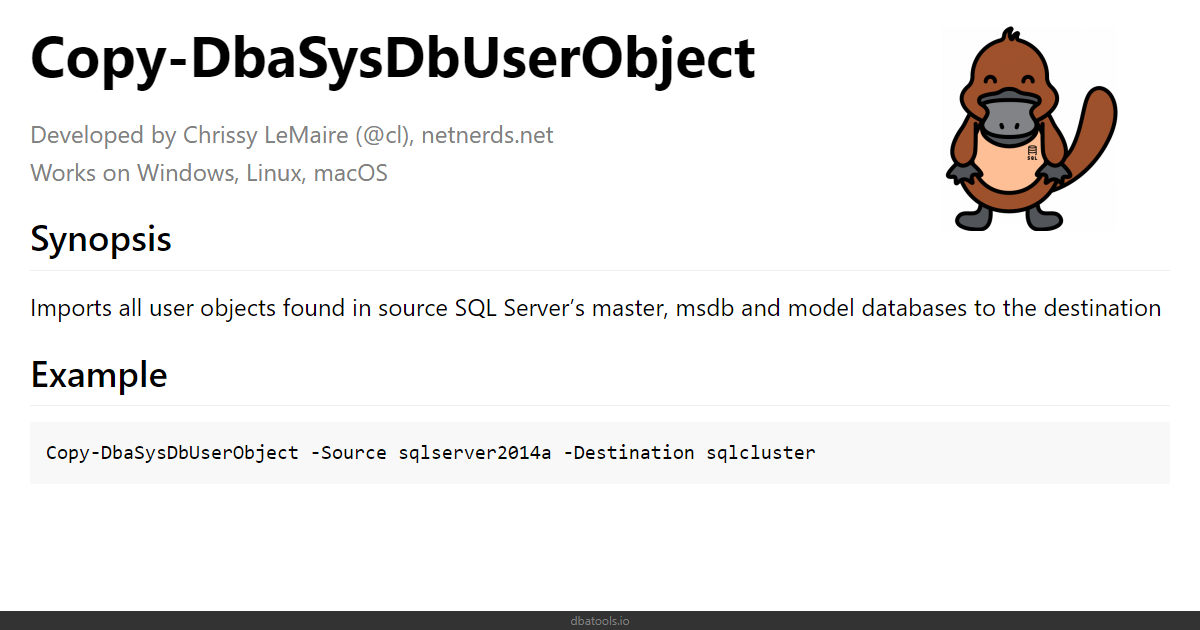 Copy-DbaSysDbUserObject
Developed by Chrissy LeMaire (@cl), netnerds.net
Works on Windows, Linux, macOS
SQL
Synopsis
Imports all user objects found in source SQL Server’s master, msdb and model databases to the destination
Example
Copy-DbaSysDbUserObject -Source sqlserver2014a -Destination sqlcluster
dbatools.io